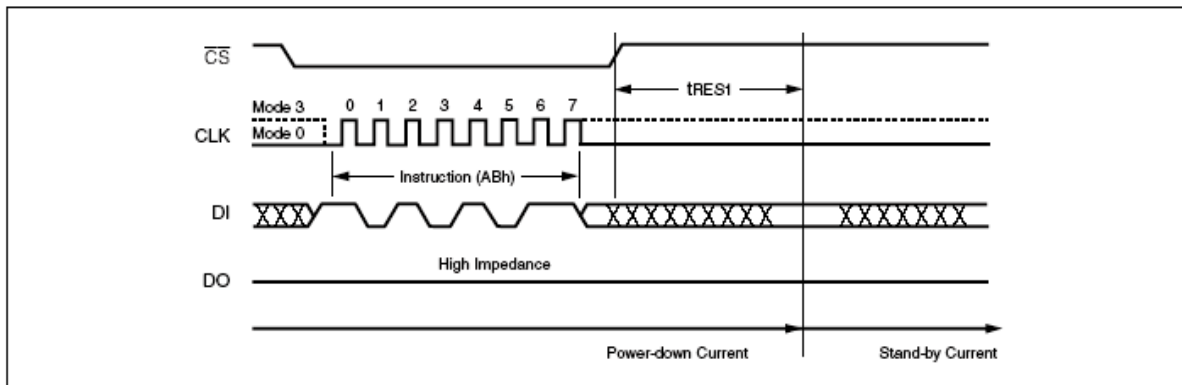 CS
tRES1
Mode 3
0 1 2 3 4 5 6 7
CLK
Mode 0
Instruction (ABh)
DI
High Impedance
DO
Power-down Current
Stand-by Current